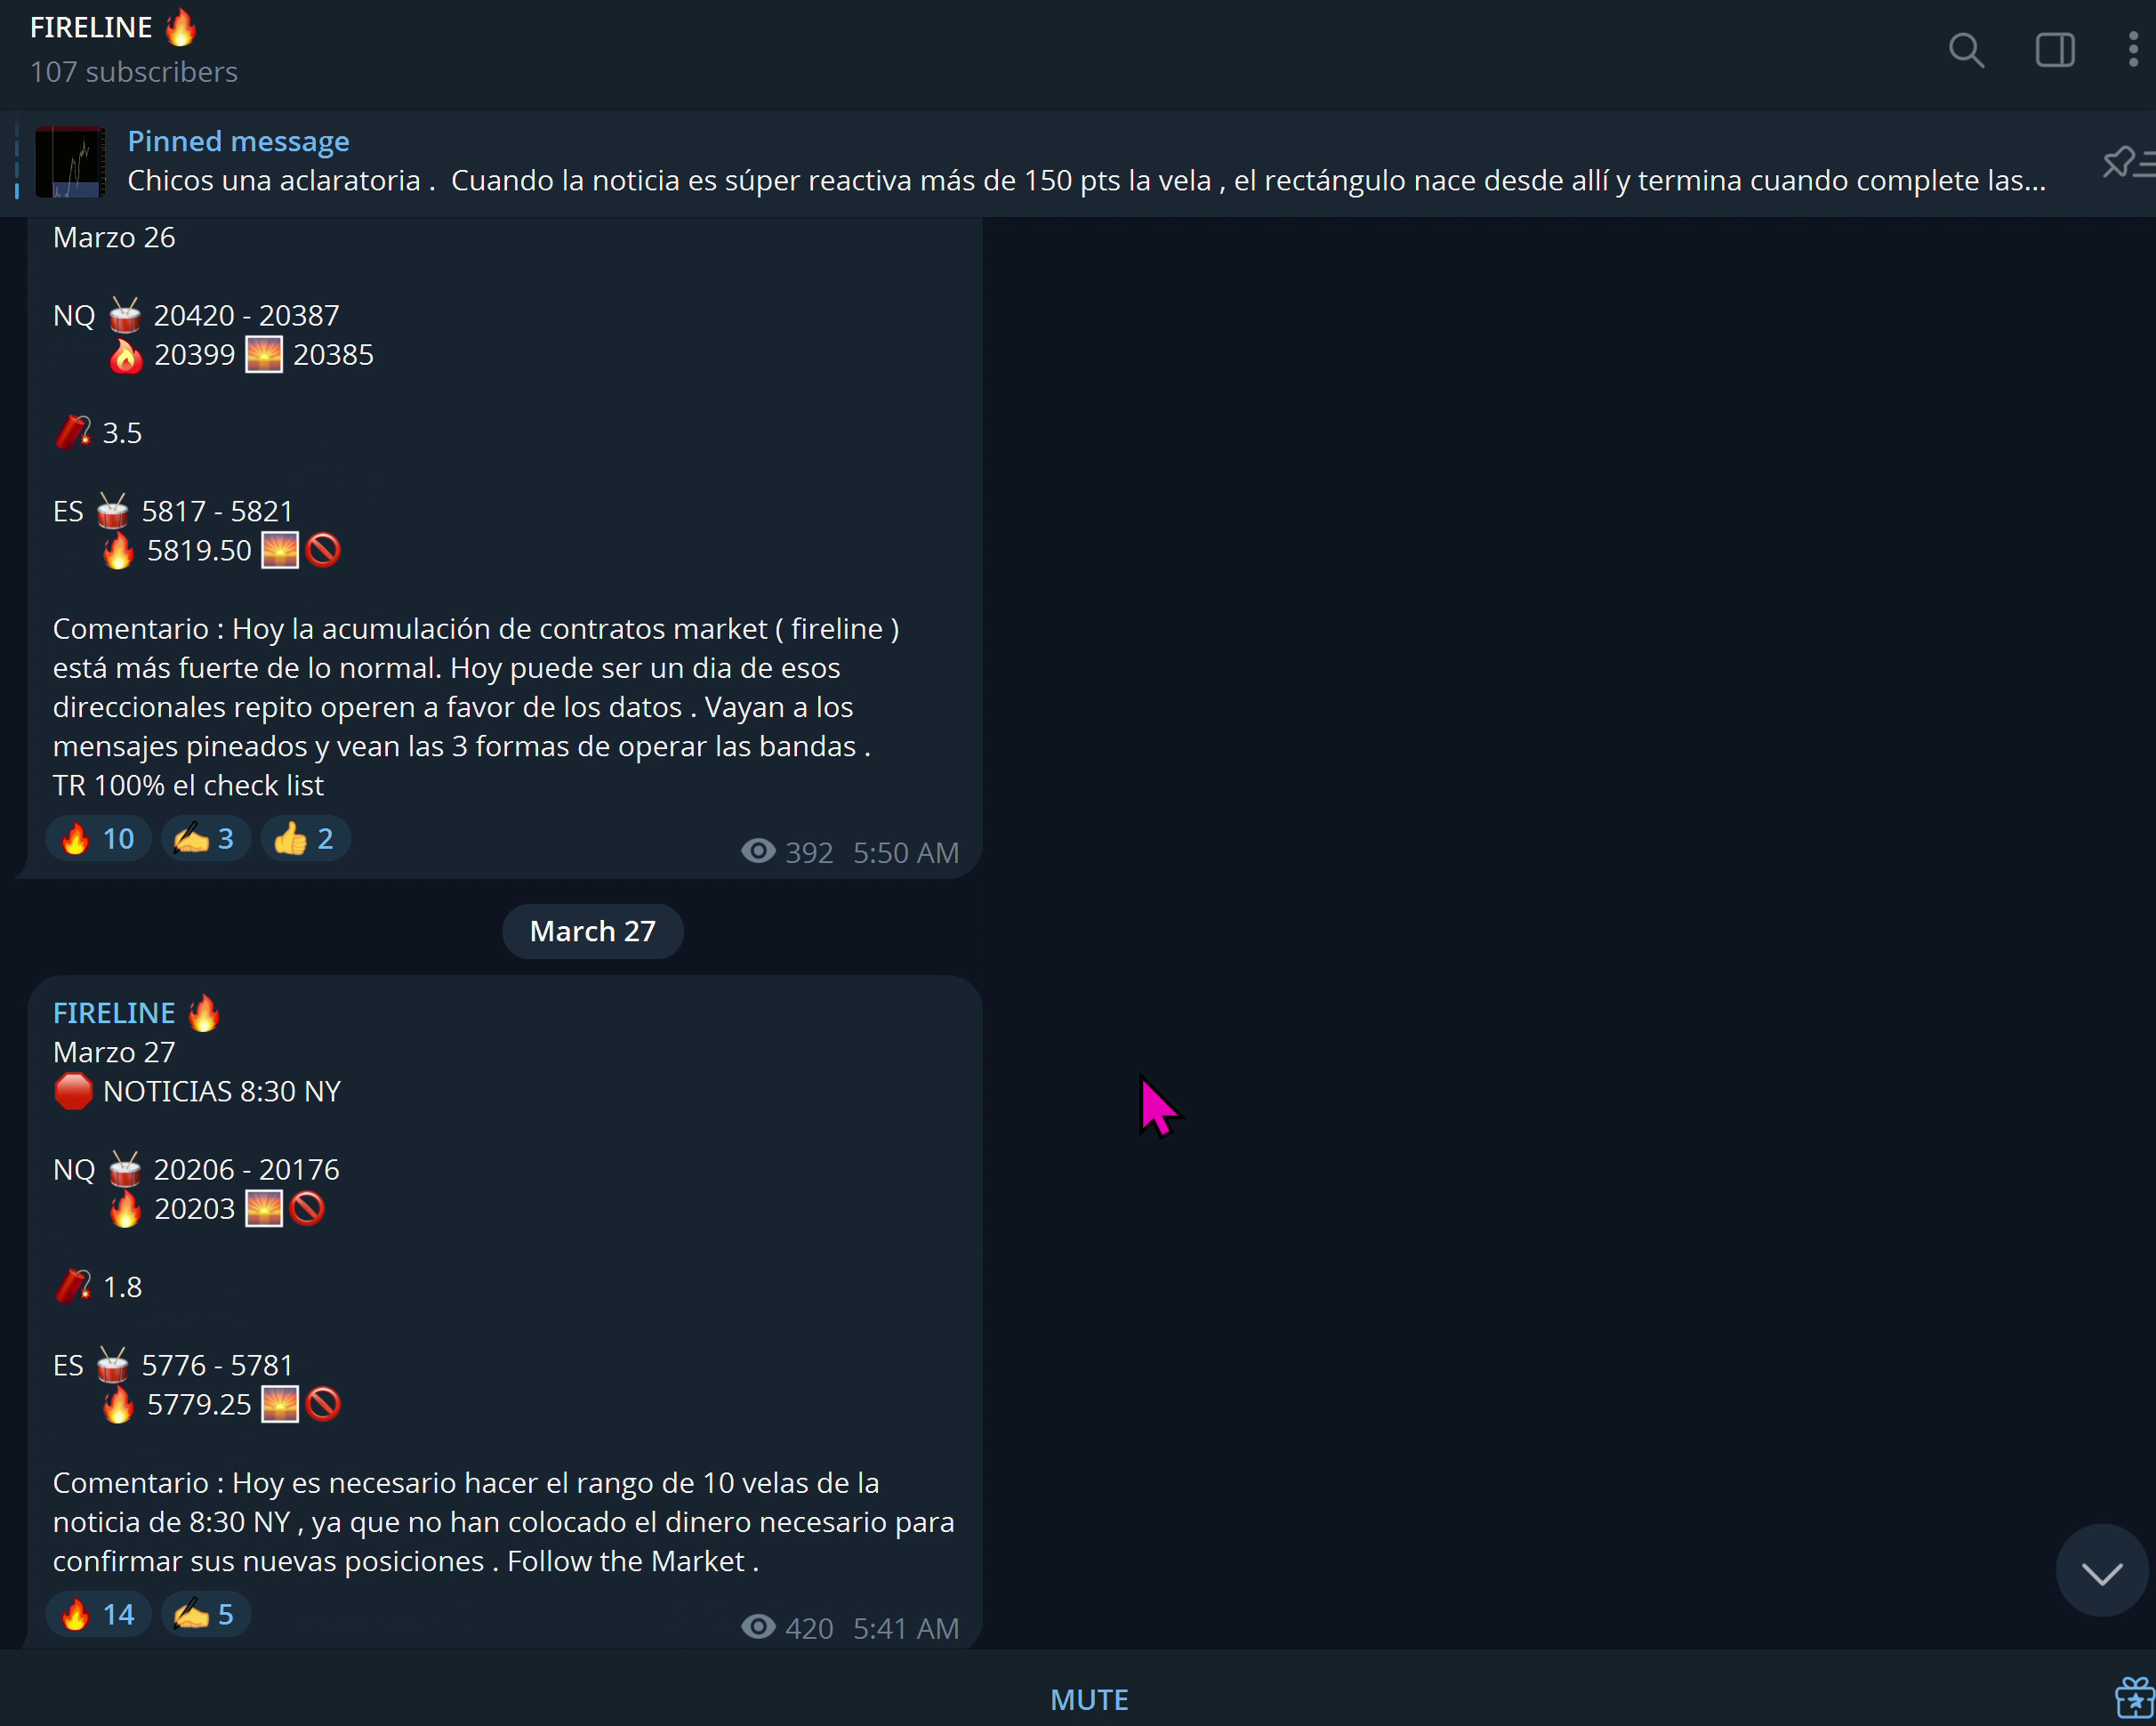 FIRELINE 🔥
107 subscribers
Pinned message
Chicos una aclaratoria .  Cuando la noticia es súper reactiva más de 150 pts la vela , el rectángulo nace desde allí y termina cuando complete las...
Marzo 26
NQ 🥁 20420 - 20387
🔥 20399 🌅 20385
🧨 3.5
ES 🥁 5817 - 5821
🔥 5819.50 🌅🚫
Comentario : Hoy la acumulación de contratos market ( fireline )
está más fuerte de lo normal. Hoy puede ser un dia de esos
direccionales repito operen a favor de los datos . Vayan a los
mensajes pineados y vean las 3 formas de operar las bandas .
TR 100% el check list
🔥 10 ✍️ 3 👍 2
392 5:50 AM
March 27
FIRELINE 🔥
Marzo 27
🛑 NOTICIAS 8:30 NY
NQ 🥁 20206 - 20176
🔥 20203 🌅🚫
🧨 1.8
ES 🥁 5776 - 5781
🔥 5779.25 🌅🚫
Comentario : Hoy es necesario hacer el rango de 10 velas de la
noticia de 8:30 NY , ya que no han colocado el dinero necesario para
confirmar sus nuevas posiciones . Follow the Market .
🔥 14 ✍️ 5
420 5:41 AM
MUTE